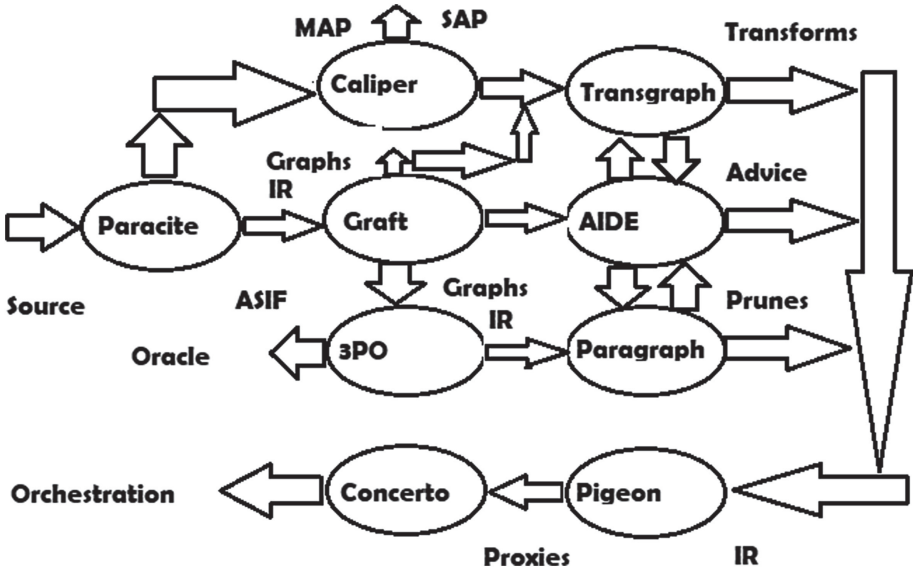 MAP SAP
Transforms
Caliper
Transgraph
Graphs
IR
Advice
Paracite
Graft
AIDE
Source
ASIF
Graphs
IR
Prunes
Oracle
3PO
Paragraph
Orchestration
Concerto
Pigeon
Proxies
IR